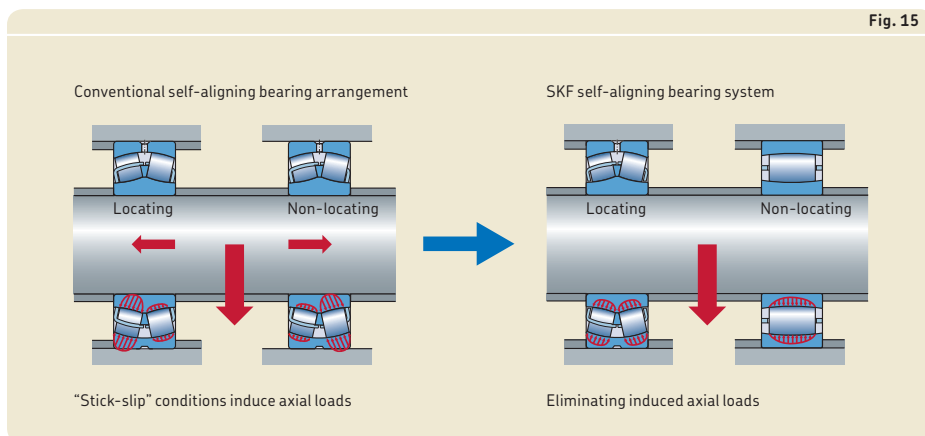 Fig. 15
Conventional self-aligning bearing arrangement
SKF self-aligning bearing system
Locating
Non-locating
Locating
Non-locating
"Stick-slip" conditions induce axial loads
Eliminating induced axial loads